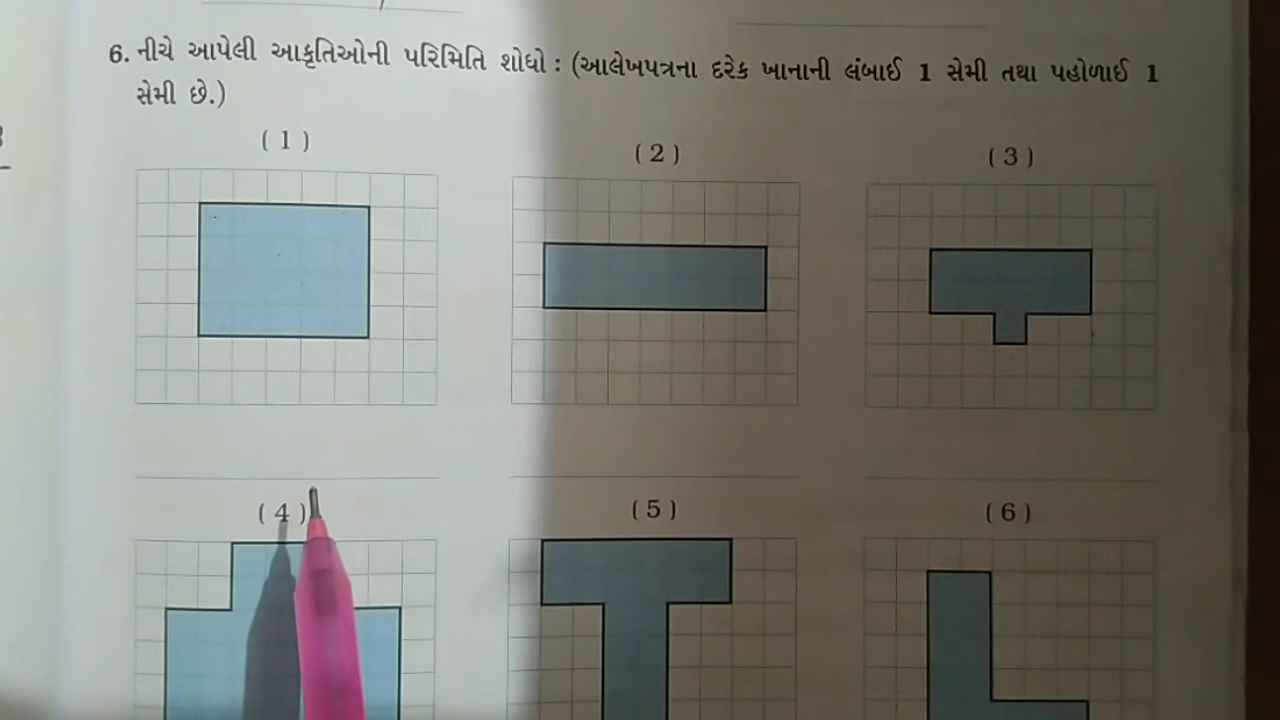 6. નીચે આપેલી આકૃતિઓની પરિમિતિ શોધો : (આલેખપત્રના દરેક ખાનાની લંબાઈ 1 સેમી તથા પહોળાઈ 1
સેમી છે.)
( 1 )
( 2 )
( 3 )
( 4 )
( 5 )
( 6 )